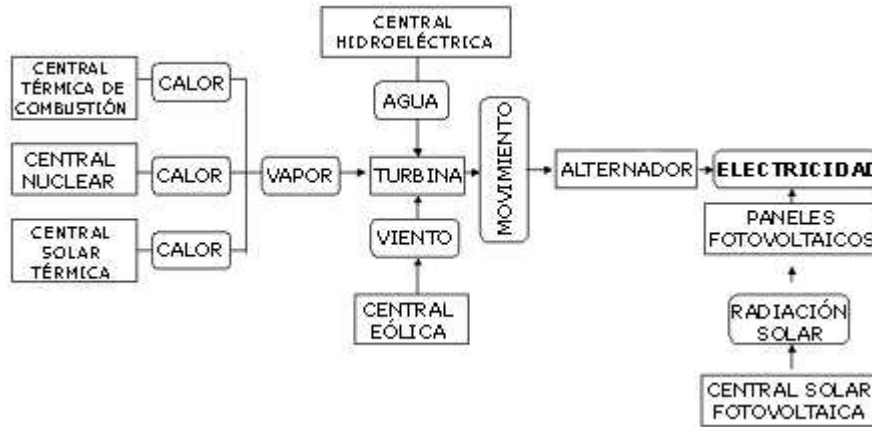 CENTRAL
HIDROELÉCTRICA
CENTRAL
TÉRMICA DE
COMBUSTIÓN
CALOR
AGUA
CENTRAL
NUCLEAR
CALOR
VAPOR
TURBINA
MOVIMIENTO
ALTERNADOR
ELECTRICIDAD
CENTRAL
SOLAR
TÉRMICA
CALOR
VIENTO
PANELES
FOTOVOLTAICOS
CENTRAL
EÓLICA
RADIACIÓN
SOLAR
CENTRAL SOLAR
FOTOVOLTAICA